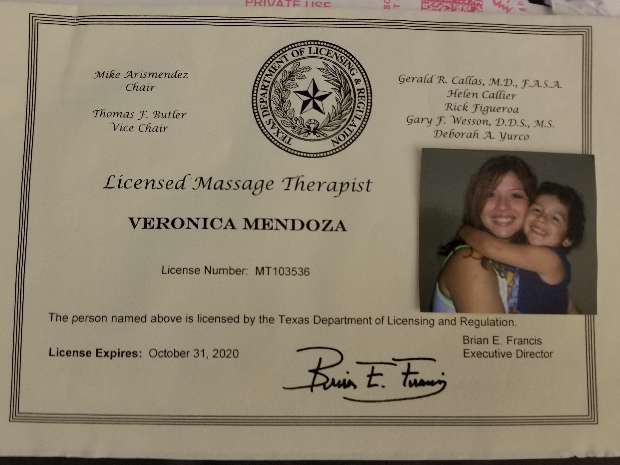 PRIVATE USE
TEXAS DEPARTMENT OF LICENSING & REGULATION
Mike Arismendez
Chair
Thomas F. Butler
Vice Chair
Gerald R. Callas, M.D., F.A.S.A.
Helen Callier
Rick Figueroa
Gary F. Wesson, D.D.S., M.S.
Deborah A. Yurco
Licensed Massage Therapist
VERONICA MENDOZA
License Number: MT103536
The person named above is licensed by the Texas Department of Licensing and Regulation.
License Expires: October 31, 2020
Brian E. Francis
Executive Director
Brian E. Francis